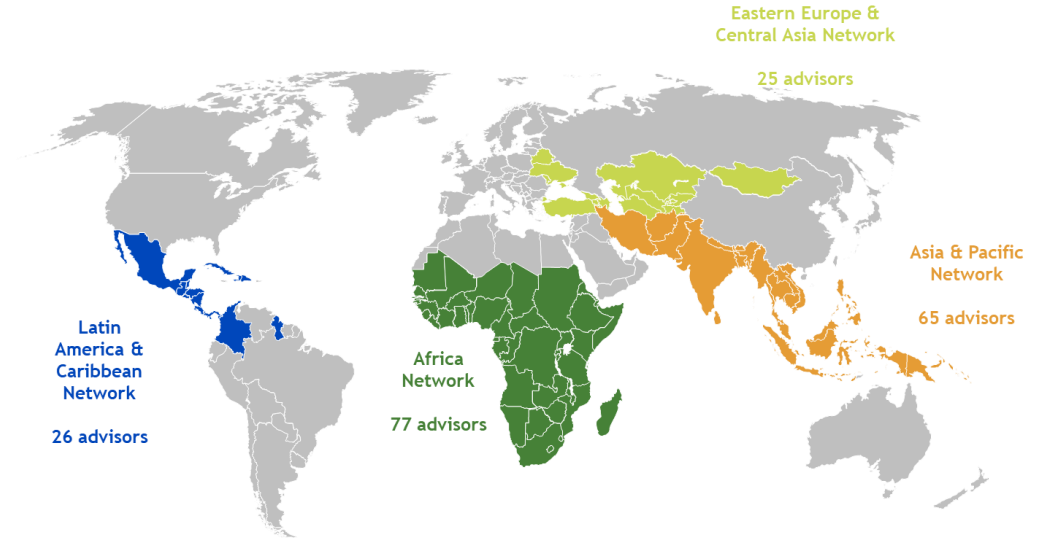 Eastern Europe &
Central Asia Network
25 advisors
Asia & Pacific
Network
65 advisors
Latin
America &
Caribbean
Network
26 advisors
Africa
Network
77 advisors